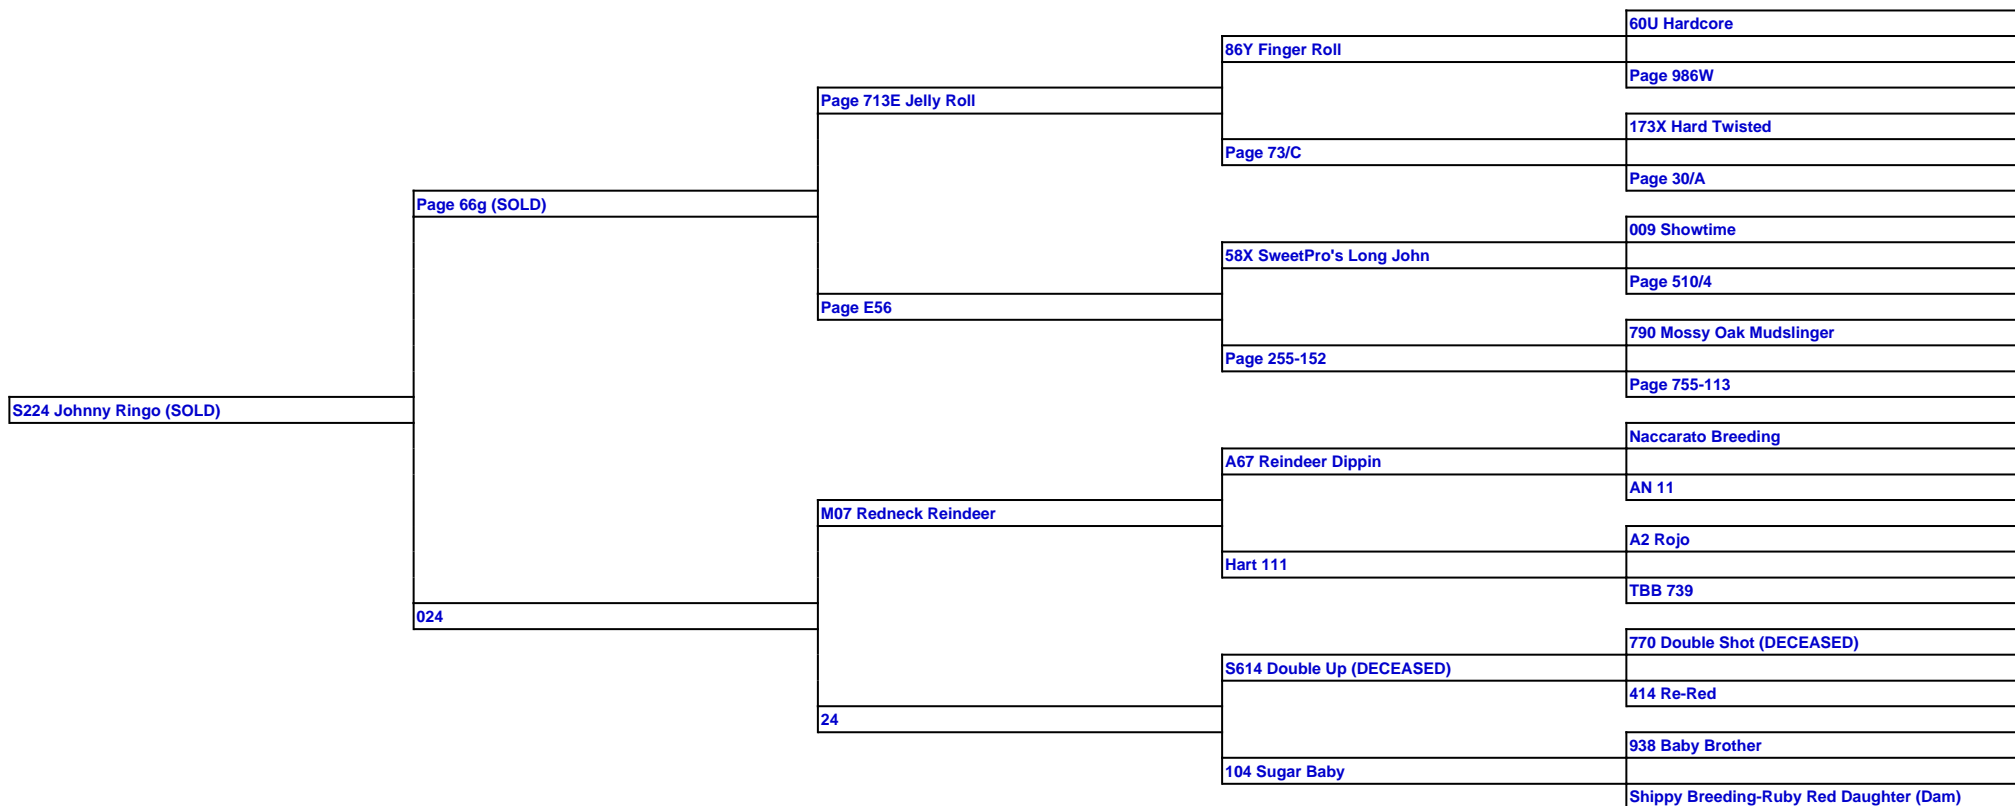 60U Hardcore
86Y Finger Roll
Page 986W
Page 713E Jelly Roll
173X Hard Twisted
Page 73/C
Page 30/A
Page 66g (SOLD)
009 Showtime
58X SweetPro's Long John
Page 510/4
Page E56
790 Mossy Oak Mudslinger
Page 255-152
Page 755-113
S224 Johnny Ringo (SOLD)
Naccarato Breeding
A67 Reindeer Dippin
AN 11
M07 Redneck Reindeer
A2 Rojo
Hart 111
TBB 739
024
770 Double Shot (DECEASED)
S614 Double Up (DECEASED)
414 Re-Red
24
938 Baby Brother
104 Sugar Baby
Shippy Breeding-Ruby Red Daughter (Dam)